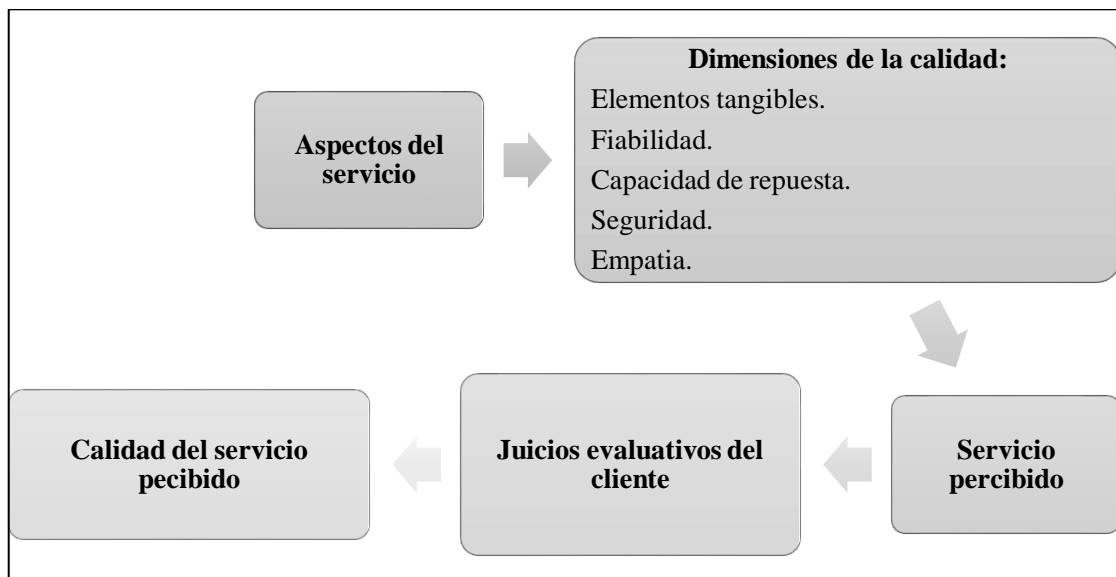 Aspectos del
servicio
Dimensiones de la calidad:
Elementos tangibles.
Fiabilidad.
Capacidad de repuesta.
Seguridad.
Empatia.
Servicio
percibido
Juicios evaluativos del
cliente
Calidad del servicio
pecibido